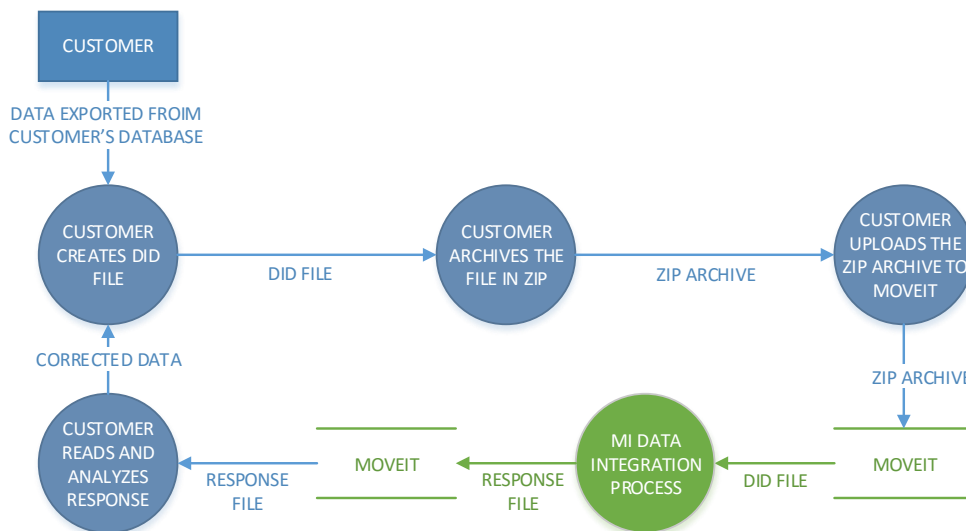 CUSTOMER
DATA EXPORTED FROIM
CUSTOMER'S DATABASE
CUSTOMER
CREATES DID
FILE
DID FILE
CUSTOMER
ARCHIVES THE
FILE IN ZIP
ZIP ARCHIVE
CUSTOMER
UPLOADS THE
ZIP ARCHIVE TO
MOVEIT
ZIP ARCHIVE
MOVEIT
DID FILE
MI DATA
INTEGRATION
PROCESS
RESPONSE
FILE
MOVEIT
RESPONSE
FILE
CUSTOMER
READS AND
ANALYZES
RESPONSE
CORRECTED DATA